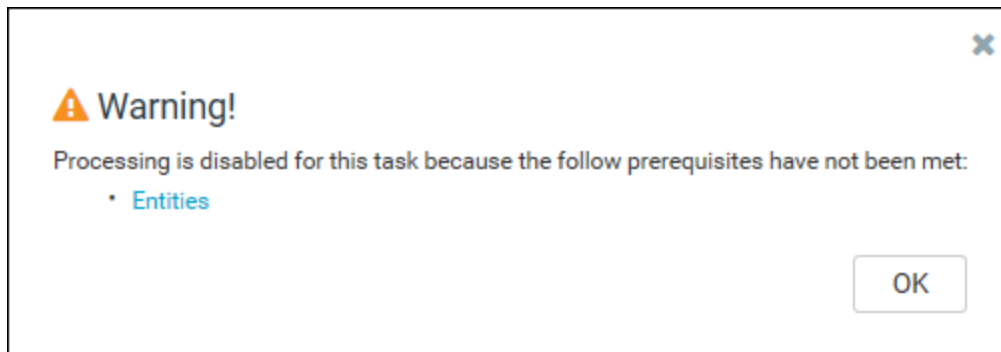 Warning!
Processing is disabled for this task because the follow prerequisites have not been met:
• Entities
OK